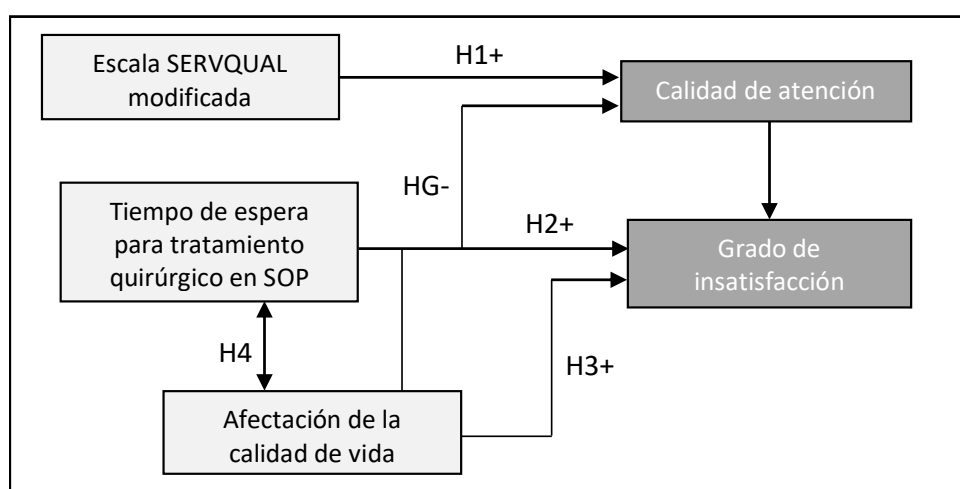 Escala SERVQUAL
modificada
H1+
Calidad de atención
HG-
Tiempo de espera
para tratamiento
quirúrgico en SOP
H2+
Grado de
insatisfacción
H4
H3+
Afectación de la
calidad de vida